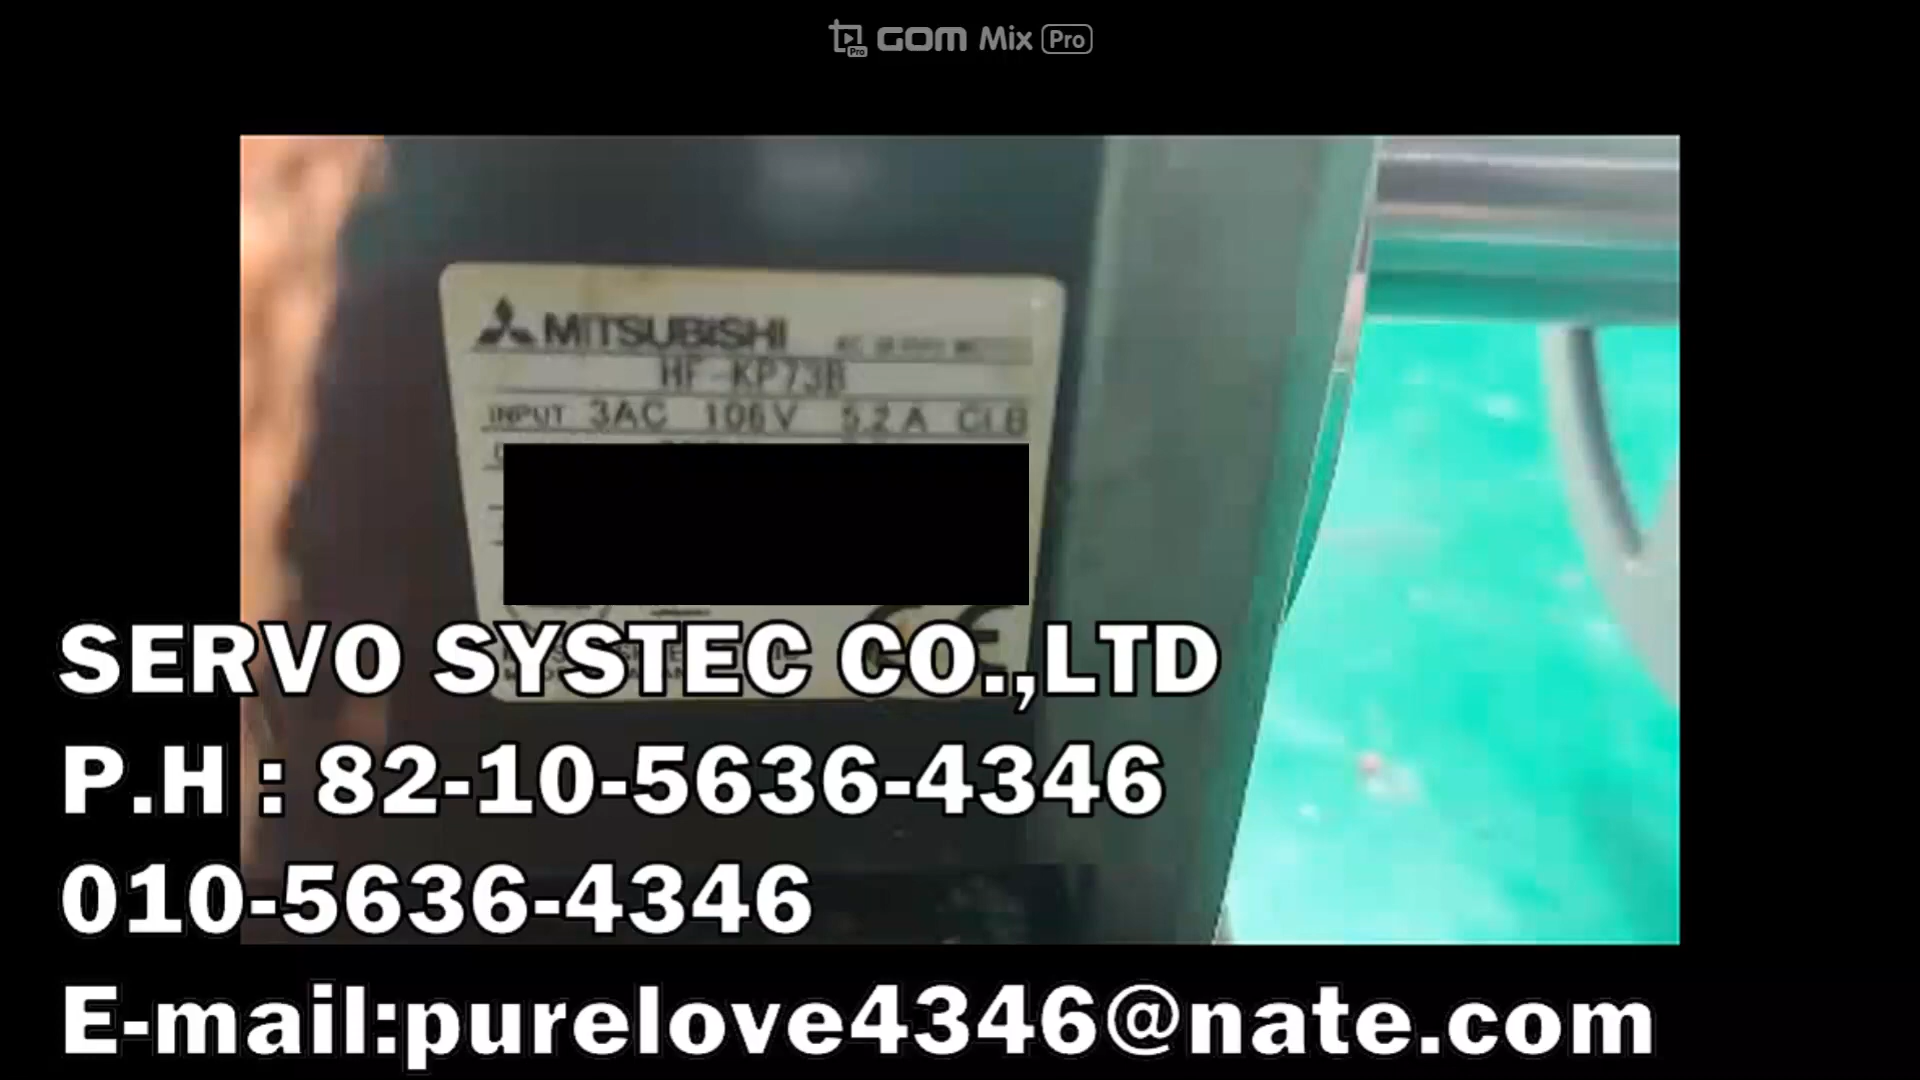 GOM Mix Pro
MITSUBISHI
HF-KP73B
INPUT 3AC 106V 5.2A Cl.B
SERVO SYSTEC CO.,LTD
P.H : 82-10-5636-4346
010-5636-4346
E-mail:purelove4346@nate.com